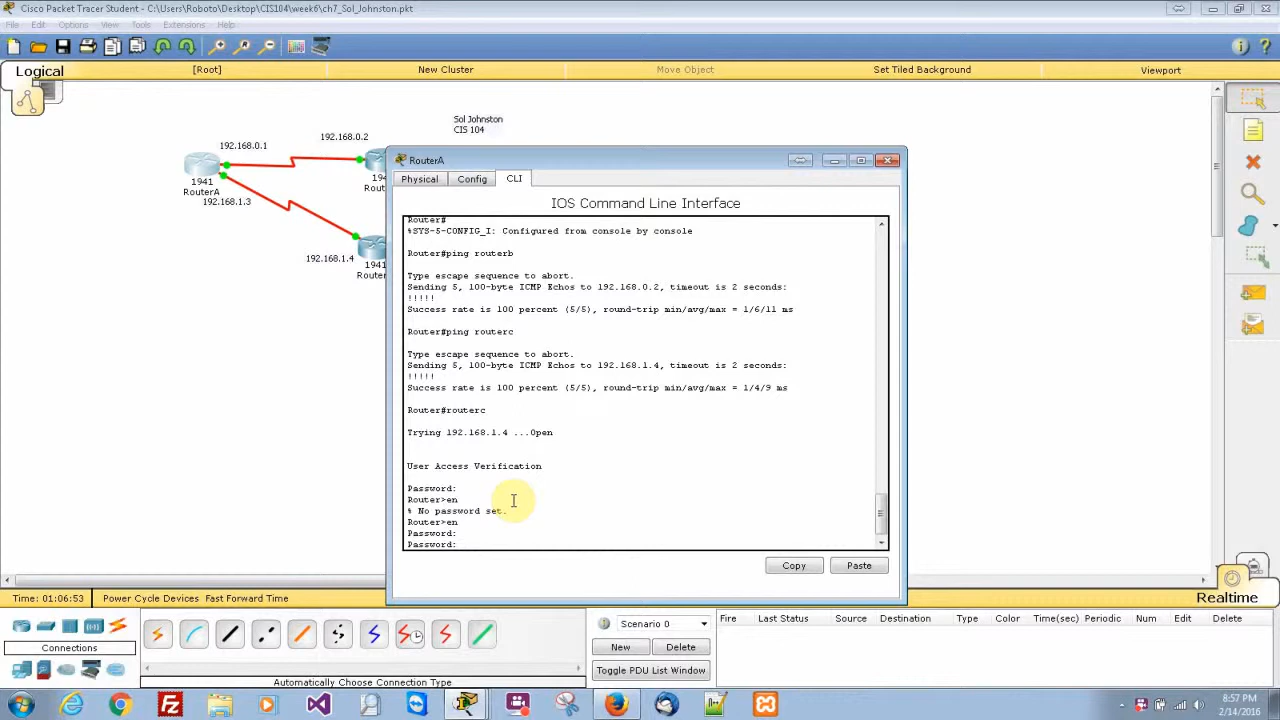 Cisco Packet Tracer Student - C:\Users\Roboto\Desktop\CIS104\week6\ch7_Sol_Johnston.pkt
File Edit Options View Tools Extensions Help
Logical [Root] New Cluster Move Object Set Tiled Background Viewport
Sol Johnston
CIS 104
192.168.0.1
192.168.0.2
1941
RouterA
192.168.1.3
194
Rout
192.168.1.4
1941
Route
RouterA
Physical Config CLI
IOS Command Line Interface
Router#
%SYS-5-CONFIG_I: Configured from console by console
Router#ping routerb
Type escape sequence to abort.
Sending 5, 100-byte ICMP Echos to 192.168.0.2, timeout is 2 seconds:
!!!!!
Success rate is 100 percent (5/5), round-trip min/avg/max = 1/6/11 ms
Router#ping routerc
Type escape sequence to abort.
Sending 5, 100-byte ICMP Echos to 192.168.1.4, timeout is 2 seconds:
!!!!!
Success rate is 100 percent (5/5), round-trip min/avg/max = 1/4/9 ms
Router#routerc
Trying 192.168.1.4 ...Open
User Access Verification
Password:
Router>en
% No password set.
Router>en
Password:
Password:
Copy Paste
Time: 01:06:53 Power Cycle Devices Fast Forward Time Realtime
Connections
Automatically Choose Connection Type
Scenario 0
New Delete
Toggle PDU List Window
Fire Last Status Source Destination Type Color Time(sec) Periodic Num Edit Delete
8:57 PM
2/14/2016